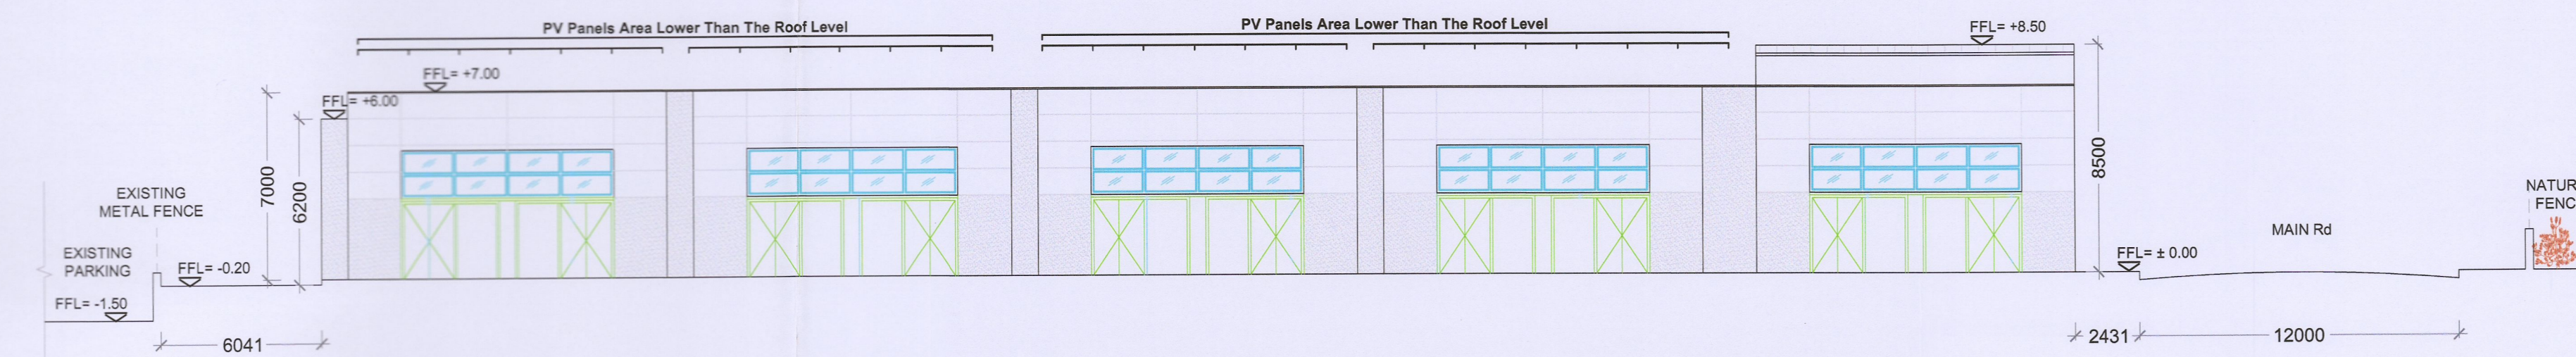 PV Panels Area Lower Than The Roof Level
PV Panels Area Lower Than The Roof Level
FFL= +8.50
FFL= +7.00
FFL= +6.00
7000
6200
8500
EXISTING
METAL FENCE
EXISTING
PARKING
FFL= -0.20
FFL= -1.50
6041
FFL= ± 0.00
MAIN Rd
NATUR
FENC
2431
12000